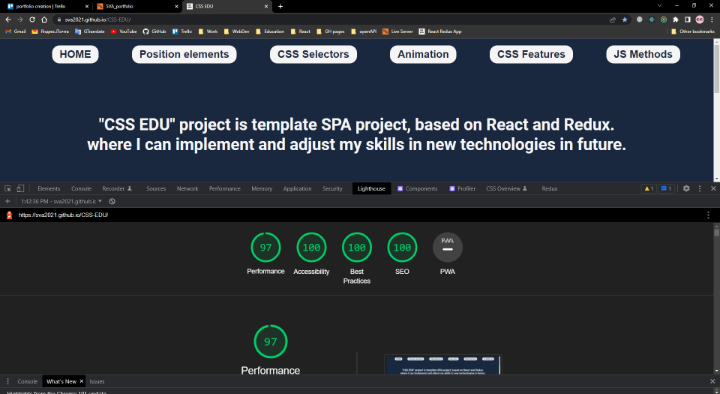 portfolio creation | Trello
SVA_portfolio
CSS EDU
sva2021.github.io/CSS-EDU/
Gmail
Яндекс.Почта
GTranslate
YouTube
GitHub
Trello
Work
WebDev
Education
React
GH pages
openAPI
Live Server
React Redux App
Other bookmarks
HOME
Position elements
CSS Selectors
Animation
CSS Features
JS Methods
"CSS EDU" project is template SPA project, based on React and Redux.
where I can implement and adjust my skills in new technologies in future.
Elements
Console
Recorder
Sources
Network
Performance
Memory
Application
Security
Lighthouse
Components
Profiler
CSS Overview
Redux
1
1
1:42:36 PM - sva2021.github.ic
https://sva2021.github.io/CSS-EDU/
97
100
100
100
PWA
Performance
Accessibility
Best
Practices
SEO
PWA
97
Performance
Console
What's New
Issues